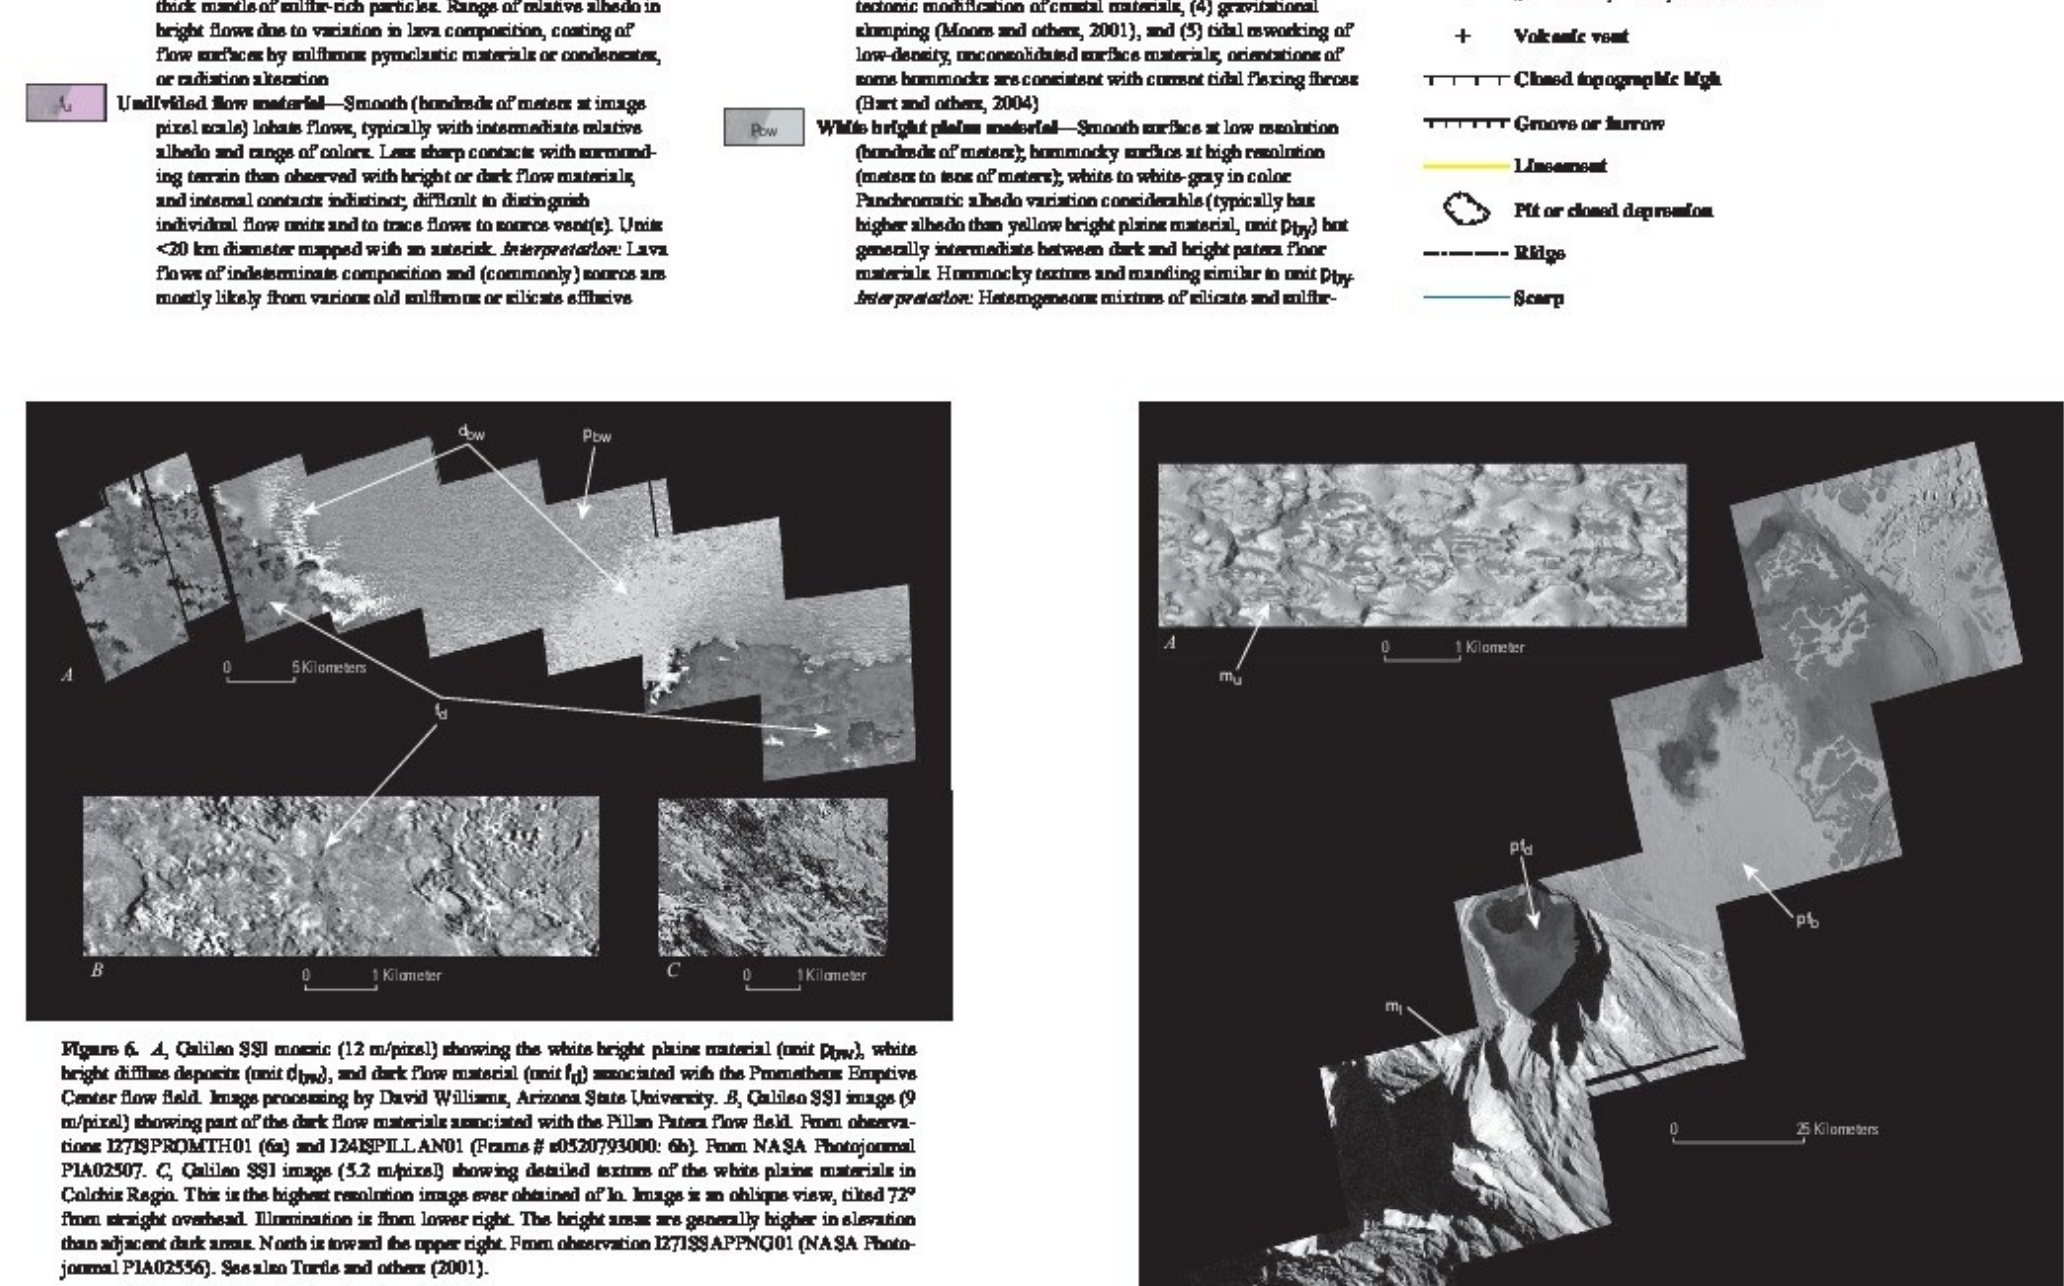 thick mantle of sulfur-rich particles. Range of relative albedo in
bright flows due to variation in lava composition, coating of
flow surfaces by sulfurous pyroclastic materials or condensates,
or radiation alteration
fu
Undivided flow material—Smooth (hundreds of meters at image
pixel scale) lobate flows, typically with intermediate relative
albedo and range of colors. Less sharp contacts with surround-
ing terrain than observed with bright or dark flow materials,
and internal contacts indistinct; difficult to distinguish
individual flow units and to trace flows to source vent(s). Units
<20 km diameter mapped with an asterisk. Interpretation: Lava
flows of indeterminate composition and (commonly) source are
mostly likely from various old sulfurous or silicate effusive
tectonic modification of crustal materials, (4) gravitational
slumping (Moore and others, 2001), and (5) tidal reworking of
low-density, unconsolidated surface materials; orientations of
some hummocks are consistent with current tidal flexing forces
(Bart and others, 2004)
pbw
White bright plains material—Smooth surface at low resolution
(hundreds of meters); hummocky surface at high resolution
(meters to tens of meters); white to white-gray in color.
Panchromatic albedo variation considerable (typically has
higher albedo than yellow bright plains material, unit pby) but
generally intermediate between dark and bright patera floor
materials. Hummocky texture and mantling similar to unit pby.
Interpretation: Heterogeneous mixture of silicate and sulfur-
Volcanic vent
Closed topographic high
Groove or furrow
Lineament
Pit or closed depression
Ridge
Scarp
dbw
pbw
A
0 5 Kilometers
fd
B
0 1 Kilometer
C
0 1 Kilometer
Figure 6. A, Galileo SSI mosaic (12 m/pixel) showing the white bright plains material (unit pbw), white
bright diffuse deposits (unit dbw), and dark flow material (unit fd) associated with the Prometheus Eruptive
Center flow field. Image processing by David Williams, Arizona State University. B, Galileo SSI image (9
m/pixel) showing part of the dark flow materials associated with the Pillan Patera flow field. From observa-
tions I27ISPROMTH01 (6a) and I24ISPILLAN01 (Frame # s0520793000: 6b). From NASA Photojournal
PIA02507. C, Galileo SSI image (5.2 m/pixel) showing detailed texture of the white plains materials in
Colchis Regio. This is the highest resolution image ever obtained of Io. Image is an oblique view, tilted 72°
from straight overhead. Illumination is from lower right. The bright areas are generally higher in elevation
than adjacent dark areas. North is toward the upper right. From observation I27ISSAPPNG01 (NASA Photo-
journal PIA02556). See also Turtle and others (2001).
A
0 1 Kilometer
mu
pfd
pfb
ml
0 25 Kilometers